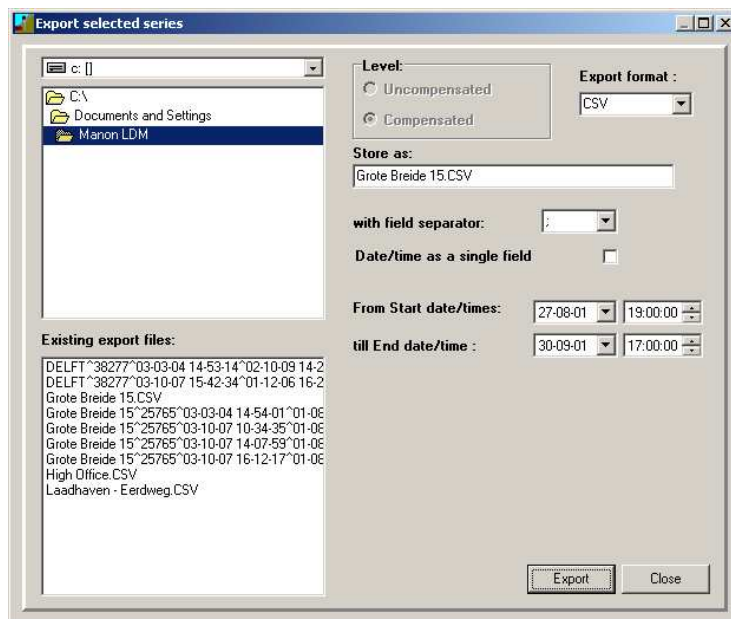 Export selected series
c: []
C:\
Documents and Settings
Manon LDM
Existing export files:
DELFT^38277^03-03-04 14-53-14^02-10-09 14-2
DELFT^38277^03-10-07 15-42-34^01-12-06 16-2
Grote Breide 15.CSV
Grote Breide 15^25765^03-03-04 14-54-01^01-08
Grote Breide 15^25765^03-10-07 10-34-35^01-08
Grote Breide 15^25765^03-10-07 14-07-59^01-08
Grote Breide 15^25765^03-10-07 16-12-17^01-08
High Office.CSV
Laadhaven - Eerdweg.CSV
Level:
Uncompensated
Compensated
Export format :
CSV
Store as:
Grote Breide 15.CSV
with field separator: ;
Date/time as a single field
From Start date/times: 27-08-01 19:00:00
till End date/time : 30-09-01 17:00:00
Export Close